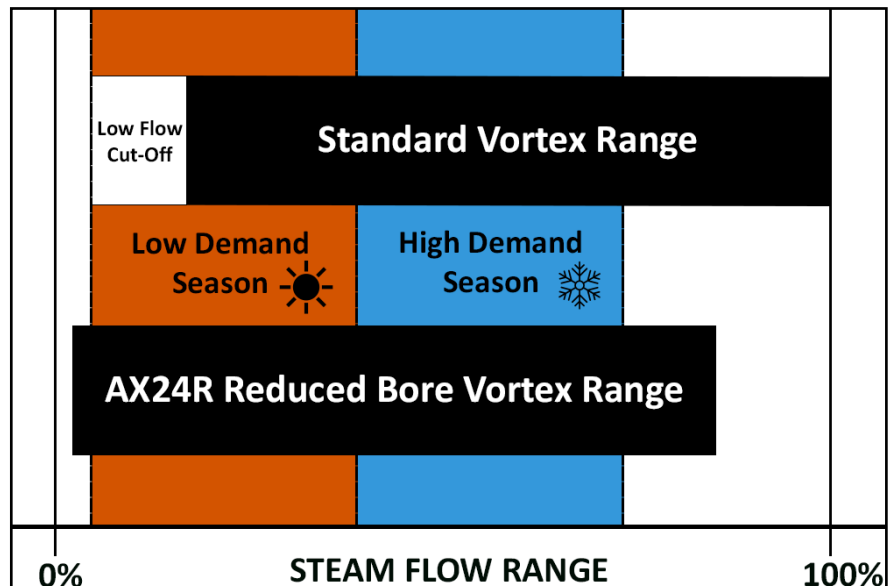 Low Flow
Cut-Off
Standard Vortex Range
Low Demand
Season
High Demand
Season
AX24R Reduced Bore Vortex Range
0%
STEAM FLOW RANGE
100%